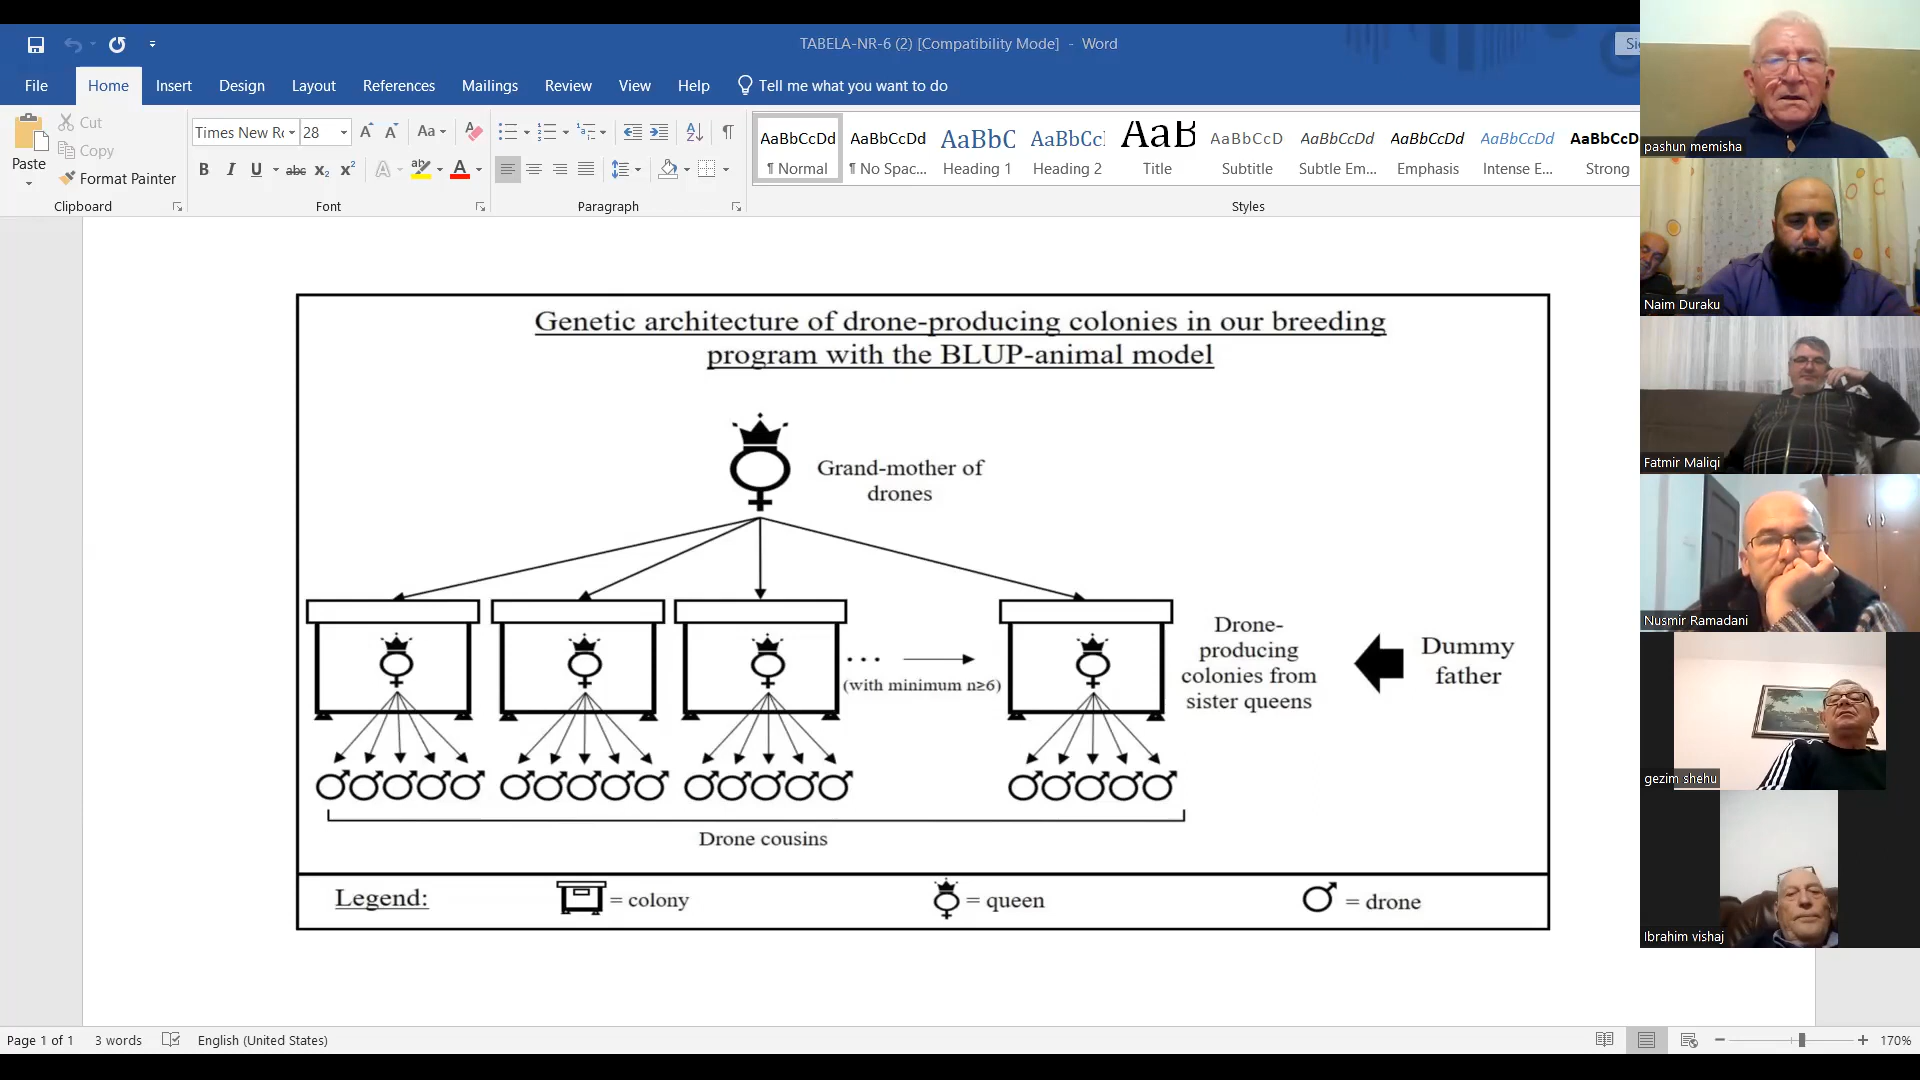 TABELA-NR-6 (2) [Compatibility Mode] - Word
File
Home
Insert
Design
Layout
References
Mailings
Review
View
Help
Tell me what you want to do
Paste
Cut
Copy
Format Painter
Clipboard
Times New Ro
28
Font
Paragraph
AaBbCcDd
¶ Normal
AaBbCcDd
¶ No Spac...
AaBbC
Heading 1
AaBbCc
Heading 2
AaB
Title
AaBbCcD
Subtitle
AaBbCcDd
Subtle Em...
AaBbCcDd
Emphasis
AaBbCcDd
Intense E...
AaBbCcD
Strong
Styles
Genetic architecture of drone-producing colonies in our breeding
program with the BLUP-animal model
Grand-mother of
drones
... 
(with minimum n≥6)
Drone-
producing
colonies from
sister queens
Dummy
father
Drone cousins
Legend:
= colony
= queen
= drone
pashun memisha
Naim Duraku
Fatmir Maliqi
Nusmir Ramadani
gezim shehu
Ibrahim vishaj
Page 1 of 1
3 words
English (United States)
170%